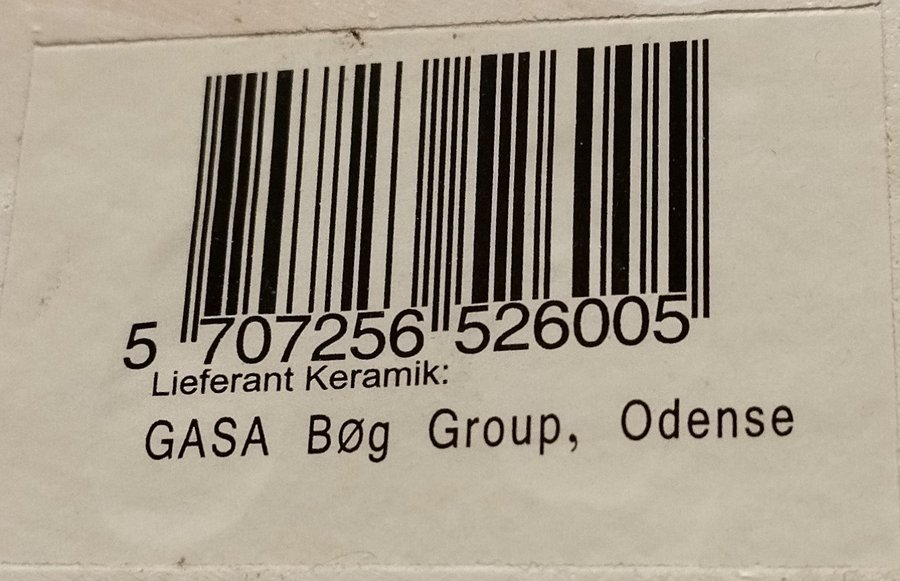 5 707256 526005
Lieferant Keramik:
GASA Bøg Group, Odense